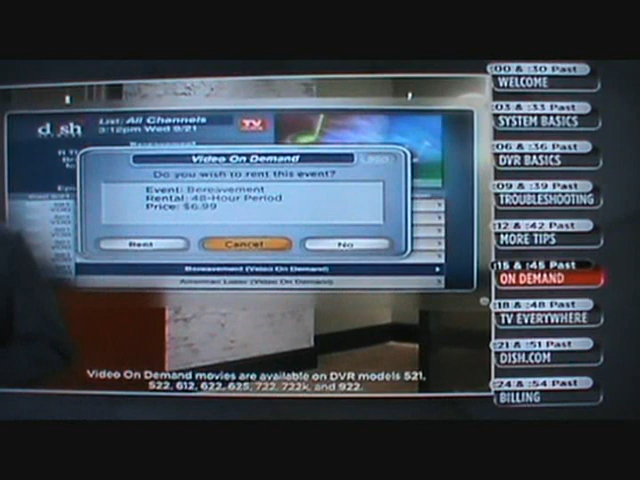 dish
List: All Channels
3:12pm Wed 9/21
TV
Bereavement
Video On Demand
Do you wish to rent this event?
Event: Bereavement
Rental: 48-Hour Period
Price: $6.99
Rent
Cancel
No
Bereavement (Video On Demand)
American Loser (Video On Demand)
Video On Demand movies are available on DVR models 521,
522, 612, 622, 625, 722, 722k, and 922.
:00 & :30 Past
WELCOME
:03 & :33 Past
SYSTEM BASICS
:06 & :36 Past
DVR BASICS
:09 & :39 Past
TROUBLESHOOTING
:12 & :42 Past
MORE TIPS
:15 & :45 Past
ON DEMAND
:18 & :48 Past
TV EVERYWHERE
:21 & :51 Past
DISH.COM
:24 & :54 Past
BILLING